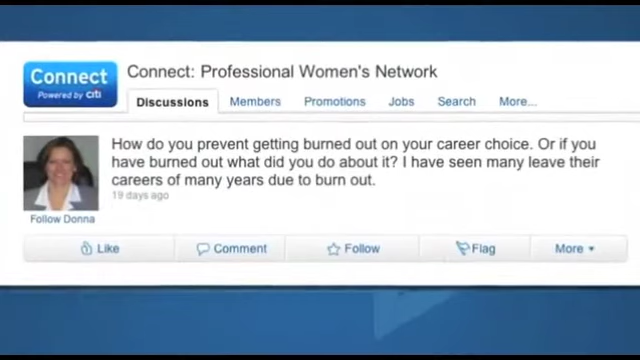 Connect
Powered by citi
Connect: Professional Women's Network
Discussions
Members
Promotions
Jobs
Search
More...
How do you prevent getting burned out on your career choice. Or if you
have burned out what did you do about it? I have seen many leave their
careers of many years due to burn out.
19 days ago
Follow Donna
Like
Comment
Follow
Flag
More